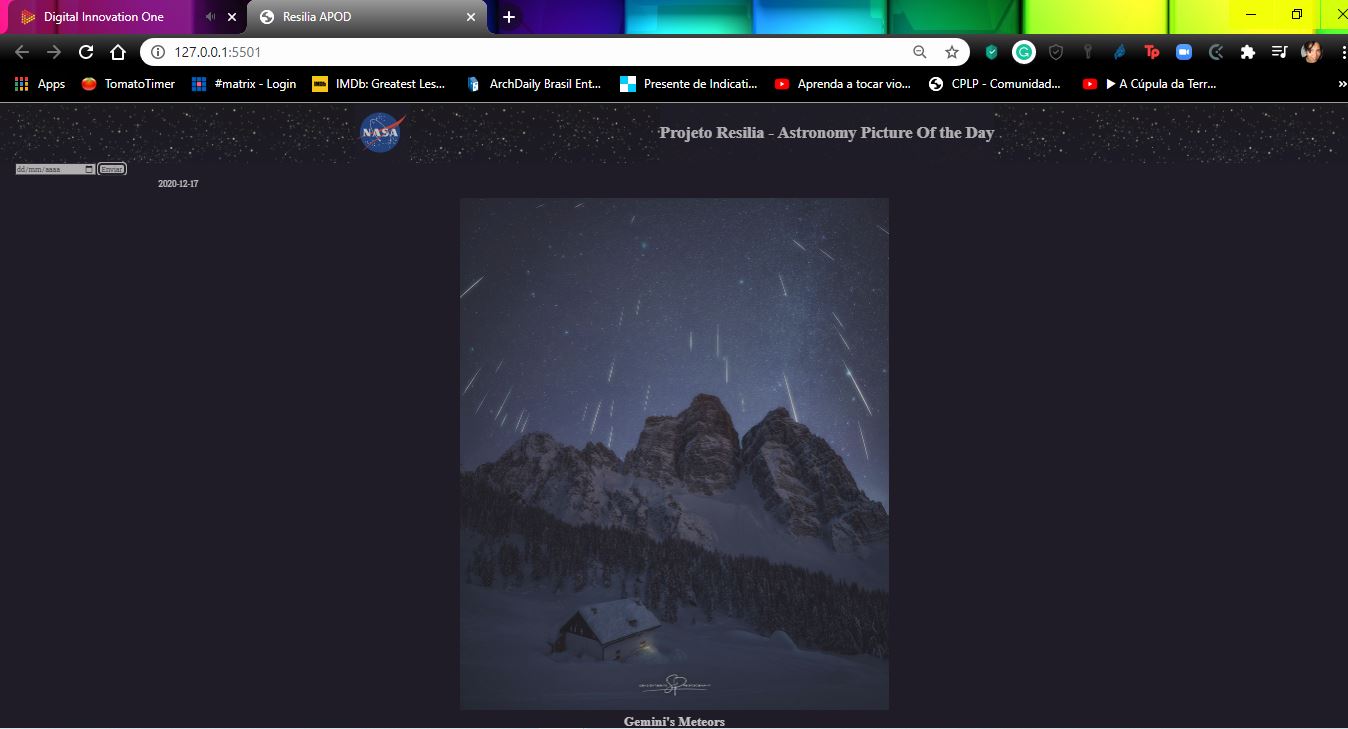 Digital Innovation One
Resilia APOD
127.0.0.1:5501
Apps TomatoTimer #matrix - Login IMDb: Greatest Les... ArchDaily Brasil Ent... Presente de Indicati... Aprenda a tocar vio... CPLP - Comunidad... ▶ A Cúpula da Terr... »
NASA Projeto Resilia - Astronomy Picture Of the Day
dd/mm/aaaa Enviar
2020-12-17
Gemini's Meteors